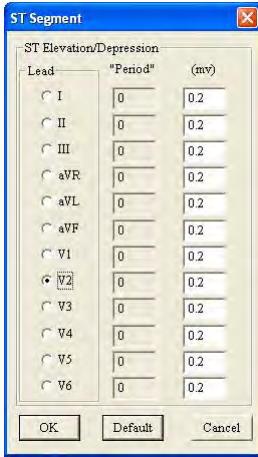 ST Segment
ST Elevation/Depression
Lead "Period" (mv)
I 0 0.2
II 0 0.2
III 0 0.2
aVR 0 0.2
aVL 0 0.2
aVF 0 0.2
V1 0 0.2
V2 0 0.2
V3 0 0.2
V4 0 0.2
V5 0 0.2
V6 0 0.2
OK Default Cancel